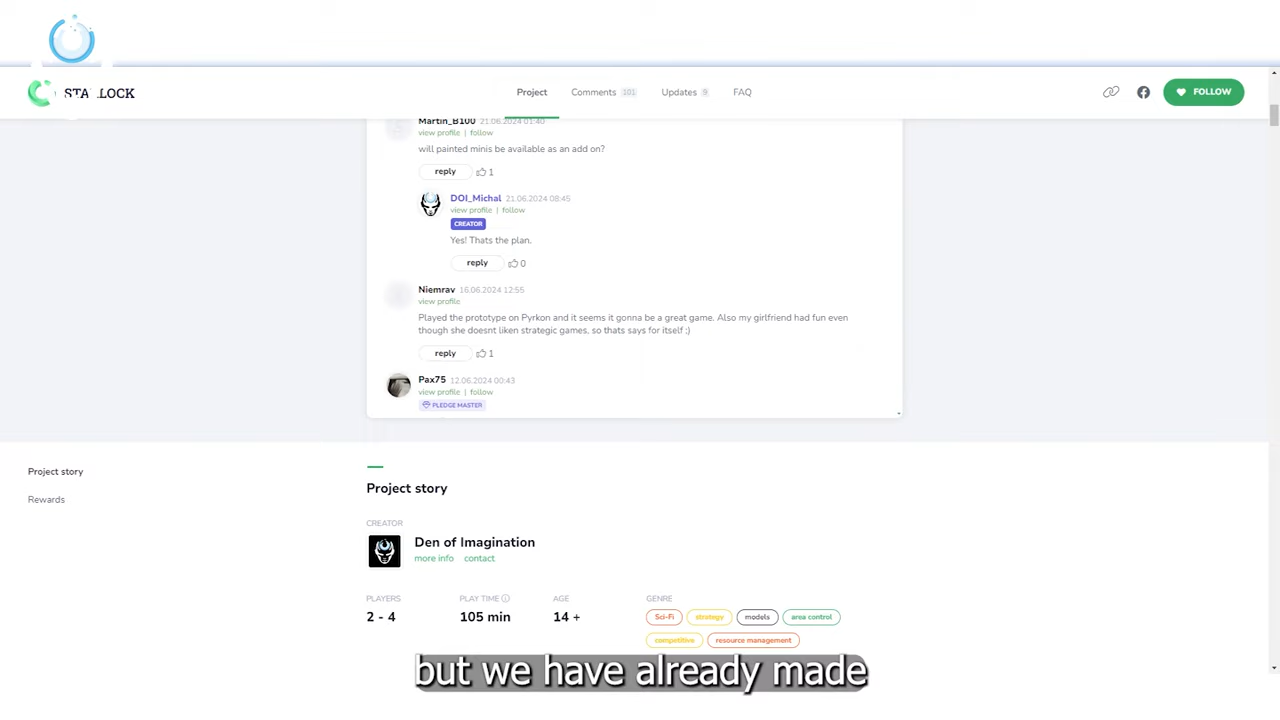 STA LOCK
Project
Comments 101
Updates 9
FAQ
FOLLOW
Martin_B100 21.06.2024 01:40
view profile | follow
will painted minis be available as an add on?
reply 1
DOI_Michal 21.06.2024 08:45
view profile | follow
CREATOR
Yes! Thats the plan.
reply 0
Niemrav 16.06.2024 12:55
view profile
Played the prototype on Pyrkon and it seems it gonna be a great game. Also my girlfriend had fun even
though she doesnt liken strategic games, so thats says for itself ;)
reply 1
Pax75 12.06.2024 00:43
view profile | follow
PLEDGE MASTER
Project story
Rewards
Project story
CREATOR
Den of Imagination
more info contact
PLAYERS PLAY TIME AGE GENRE
2 - 4 105 min 14 + Sci-Fi strategy models area control
competitive resource management
but we have already made